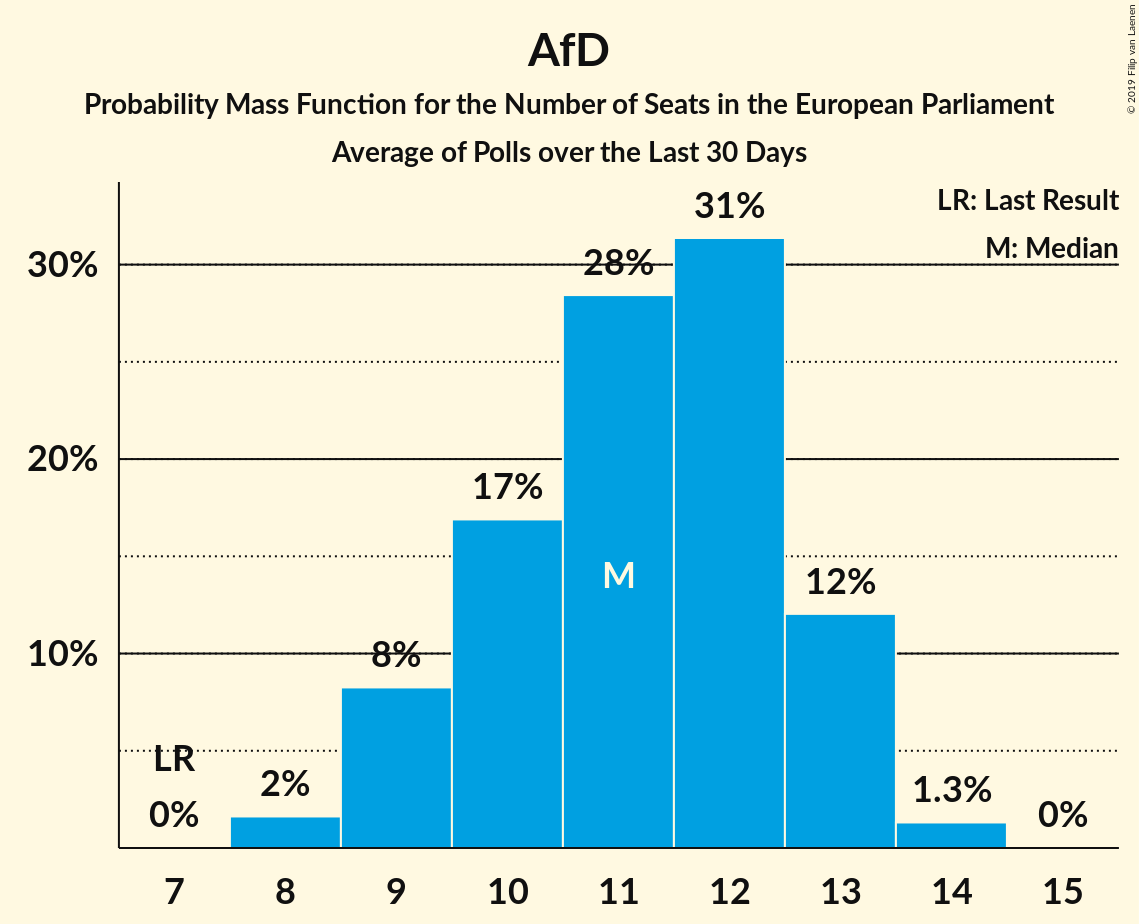 AfD
Probability Mass Function for the Number of Seats in the European Parliament
Average of Polls over the Last 30 Days
© 2019 Filip van Laenen
LR: Last Result
M: Median
30%
20%
10%
LR
0%
2%
8%
17%
28%
M
31%
12%
1.3%
0%
7 8 9 10 11 12 13 14 15